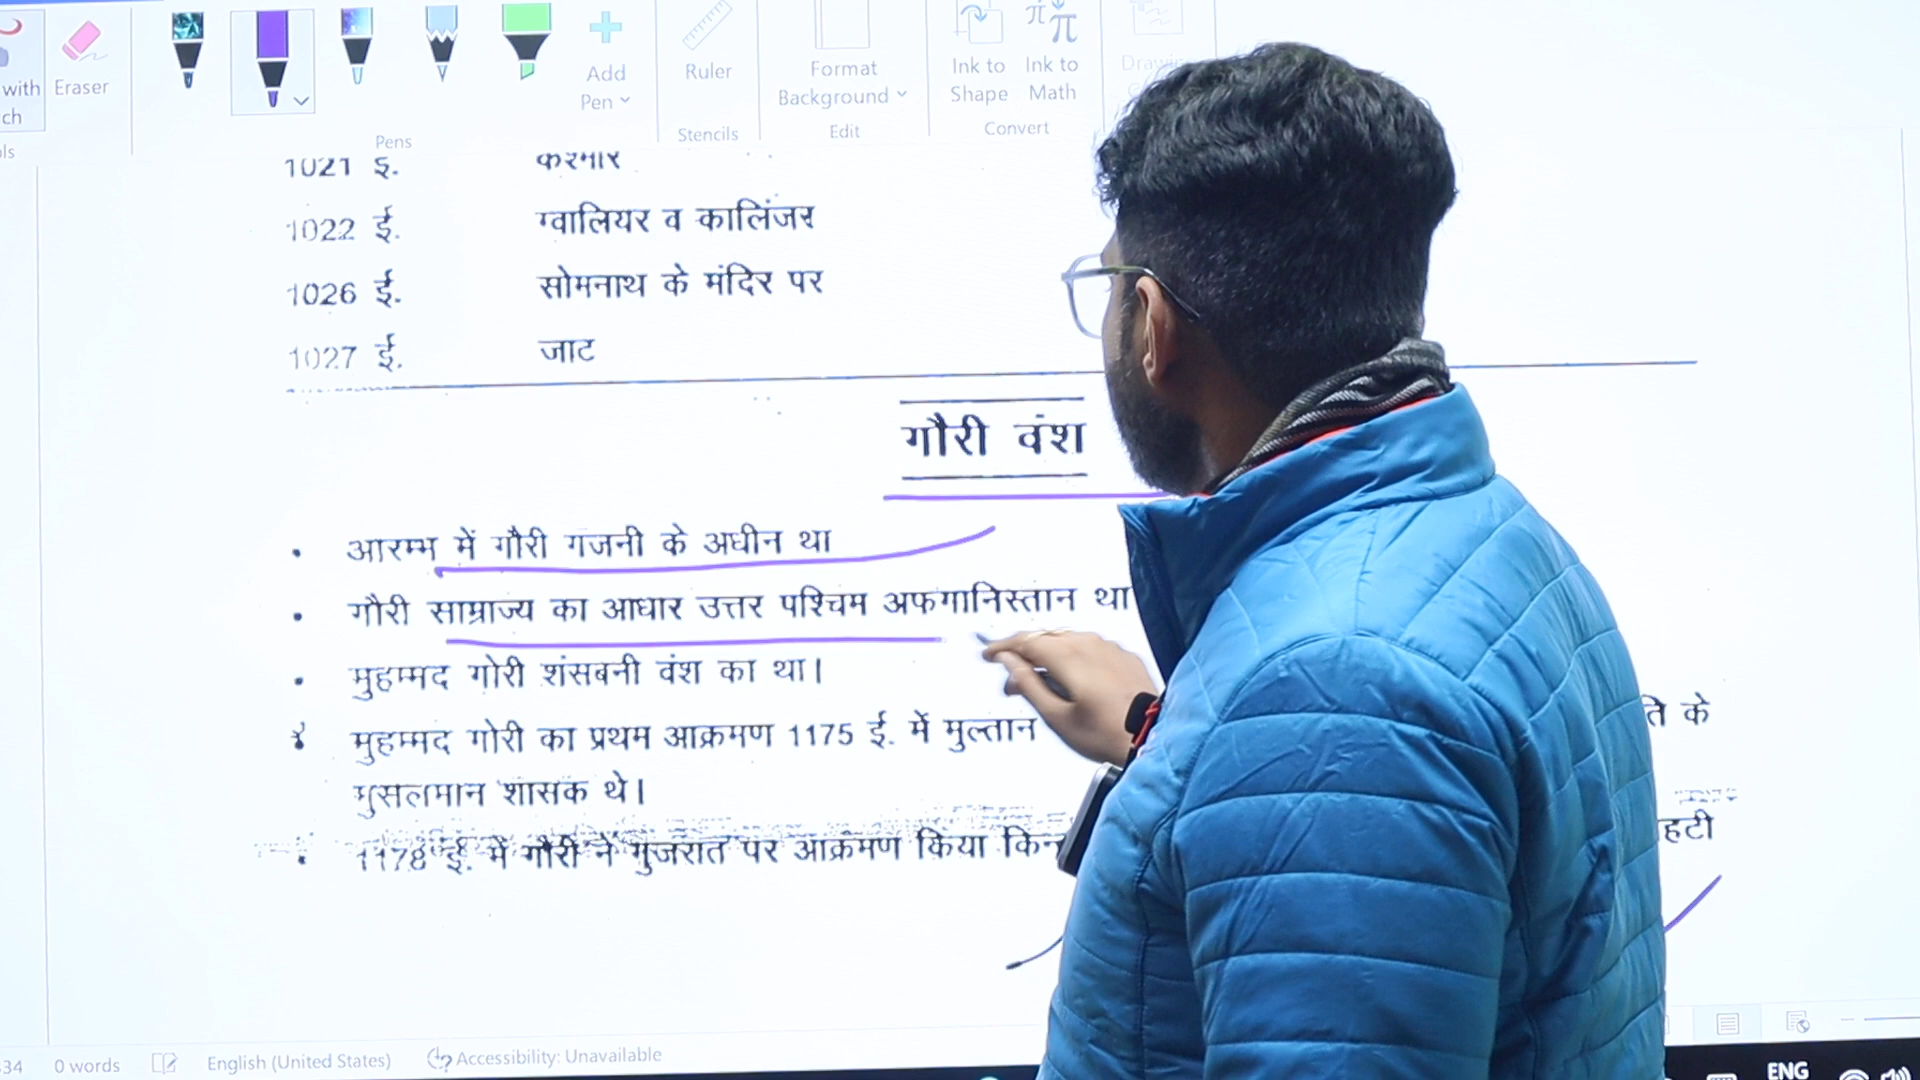 with Eraser
ch
Add
Pen
Ruler
Format
Background
Ink to
Shape
Ink to
Math
Pens
Stencils
Edit
Convert
1021 ई. कश्मीर
1022 ई. ग्वालियर व कालिंजर
1026 ई. सोमनाथ के मंदिर पर
1027 ई. जाट
गौरी वंश
• आरम्भ में गौरी गजनी के अधीन था
• गौरी साम्राज्य का आधार उत्तर पश्चिम अफगानिस्तान था
• मुहम्मद गोरी शंसबनी वंश का था।
मुहम्मद गोरी का प्रथम आक्रमण 1175 ई. में मुल्तान ति के
मुसलमान शासक थे।
• 1178 ई. में गौरी ने गुजरात पर आक्रमण किया किन हटी
34 0 words English (United States) Accessibility: Unavailable
ENG